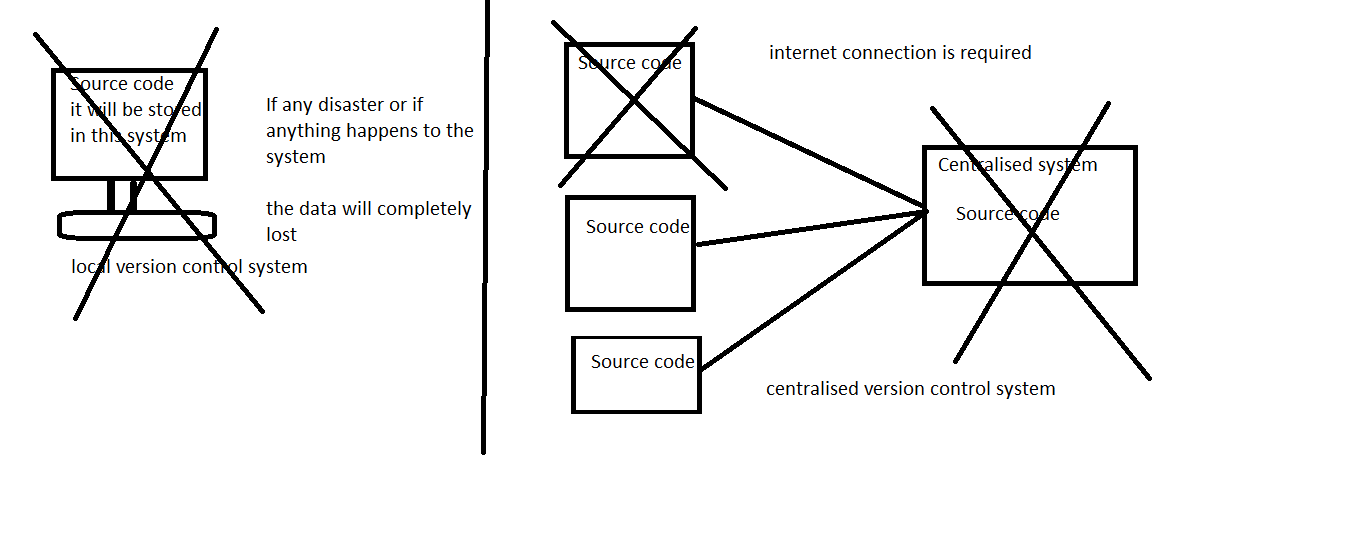 Source code
it will be stored
in this system
If any disaster or if
anything happens to the
system
the data will completely
lost
local version control system
Source code
internet connection is required
Centralised system
Source code
Source code
Source code
centralised version control system